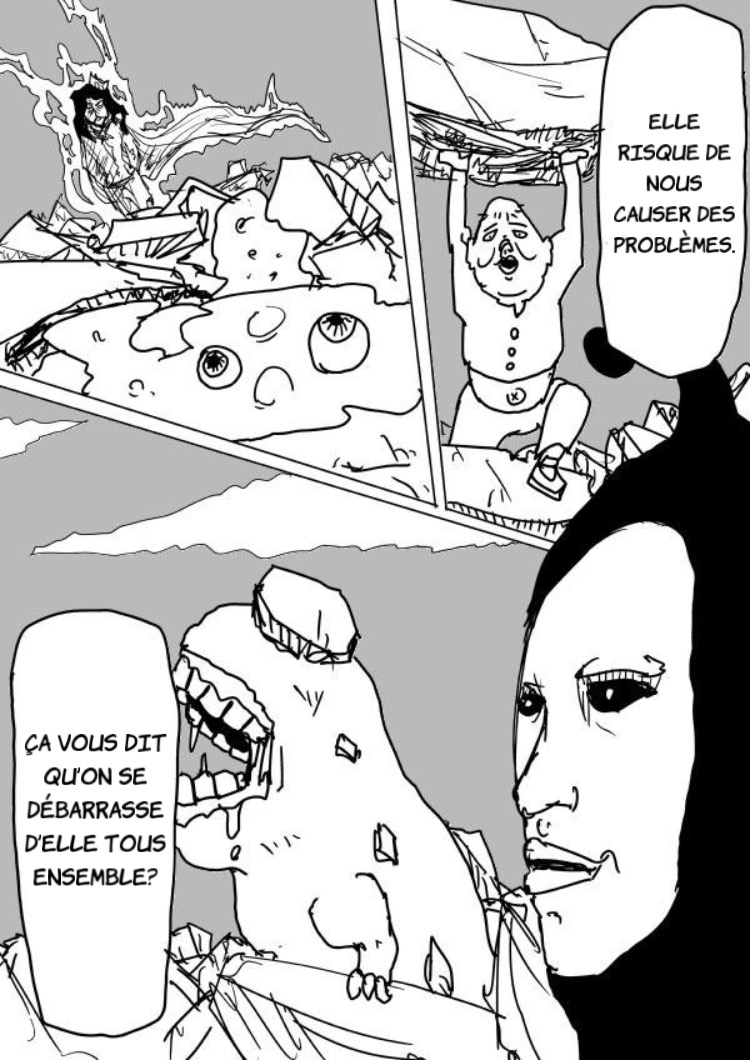 ELLE
RISQUE DE
NOUS
CAUSER DES
PROBLÈMES.
ÇA VOUS DIT
QU'ON SE
DÉBARRASSE
D'ELLE TOUS
ENSEMBLE?